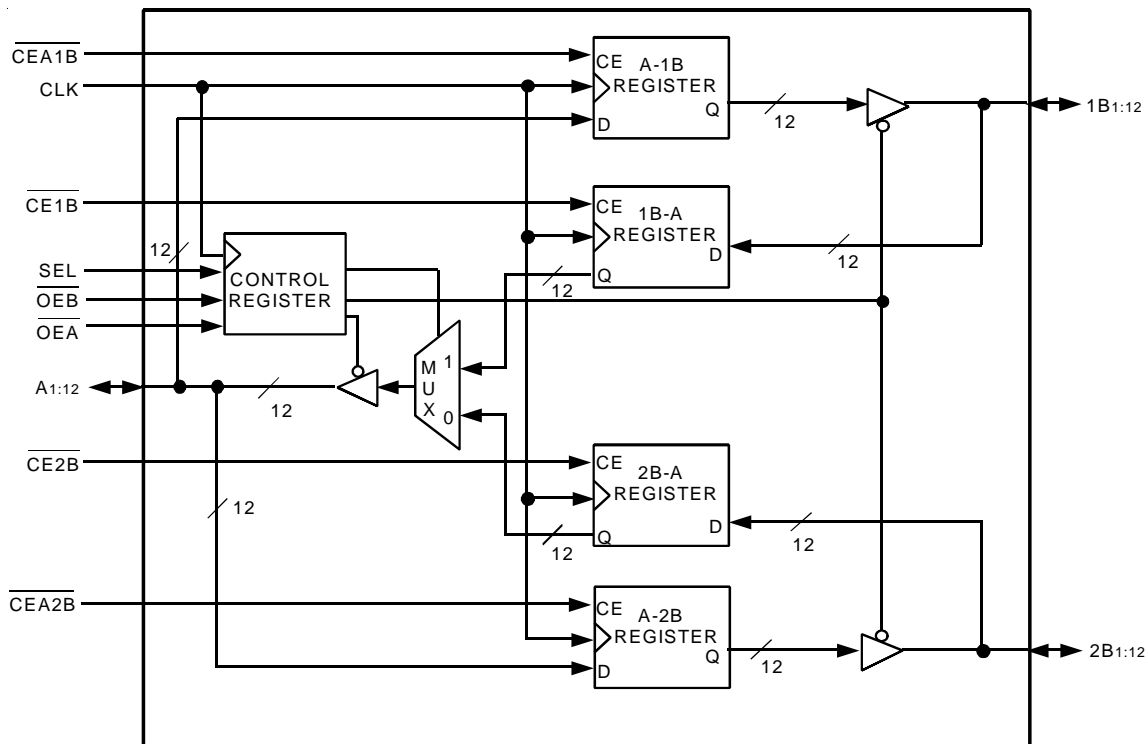 CEA1B
CE
A-1B
CLK
REGISTER
Q
12
1B1:12
D
CE1B
CE
1B-A
REGISTER
12
D
12
SEL
CONTROL
Q
12
OEB
REGISTER
OEA
M
U
X
1
0
A1:12
12
CE2B
CE
2B-A
REGISTER
12
D
12
Q
12
CEA2B
CE
A-2B
REGISTER
Q
12
2B1:12
D